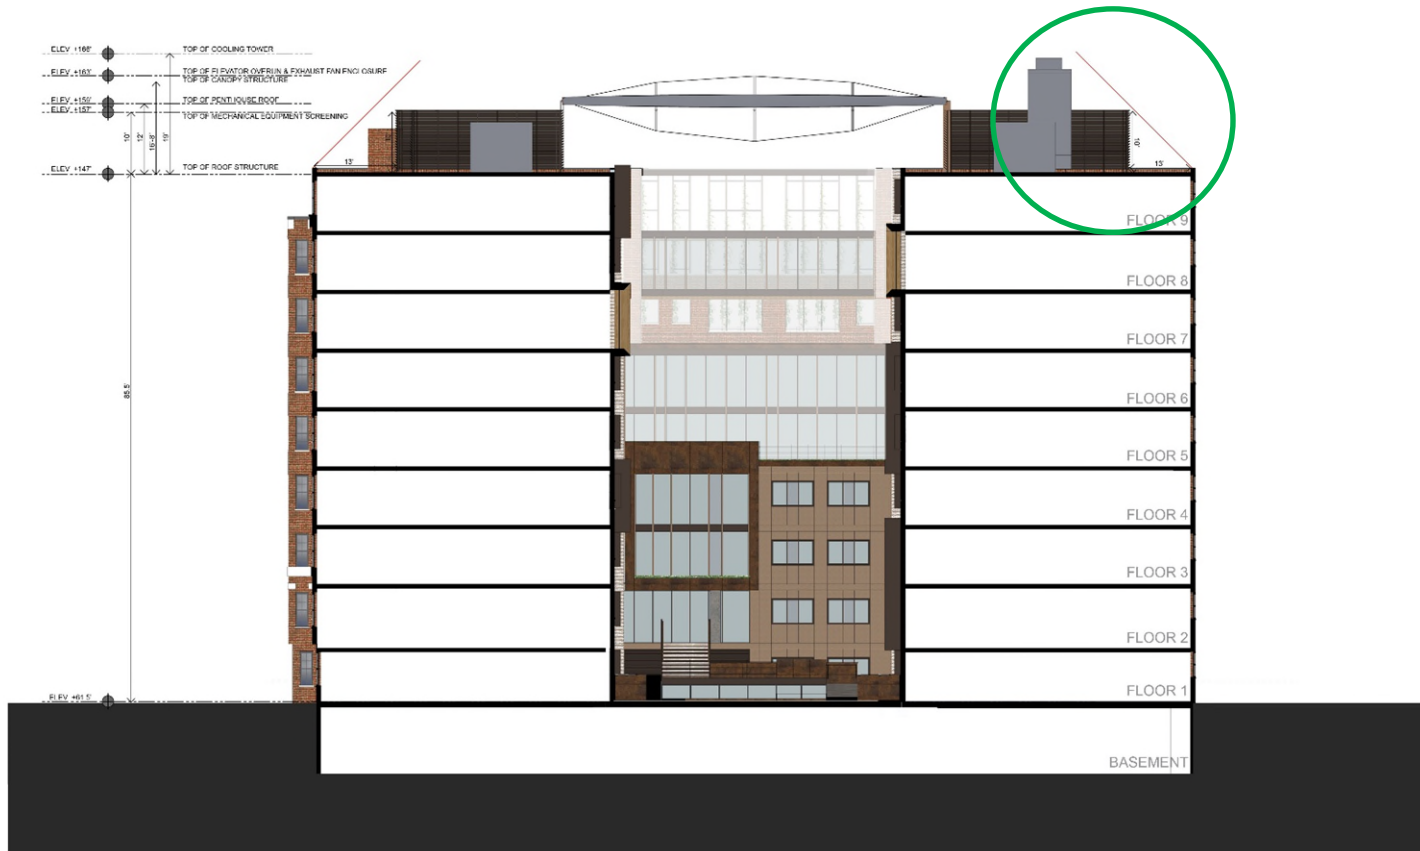 ELEV +166' TOP OF COOLING TOWER
ELEV +163' TOP OF ELEVATOR OVERUN & EXHAUST FAN ENCLOSURE
TOP OF CANOPY STRUCTURE
ELEV +159' TOP OF PENTHOUSE ROOF
ELEV +157' TOP OF MECHANICAL EQUIPMENT SCREENING
10' 12' 16'-8" 19'
10'
13'
13'
ELEV +147' TOP OF ROOF STRUCTURE
FLOOR 9
FLOOR 8
FLOOR 7
FLOOR 6
85.5'
FLOOR 5
FLOOR 4
FLOOR 3
FLOOR 2
FLOOR 1
ELEV +61.5'
BASEMENT